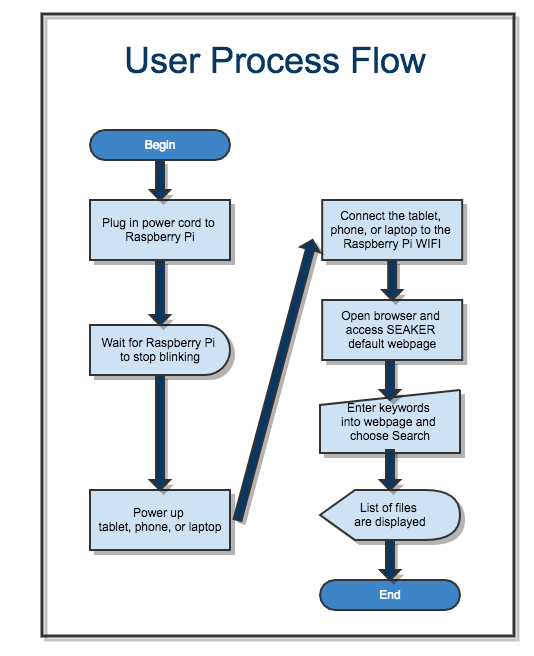 User Process Flow
Begin
Plug in power cord to
Raspberry Pi
Wait for Raspberry Pi
to stop blinking
Power up
tablet, phone, or laptop
Connect the tablet,
phone, or laptop to the
Raspberry Pi WIFI
Open browser and
access SEAKER
default webpage
Enter keywords
into webpage and
choose Search
List of files
are displayed
End